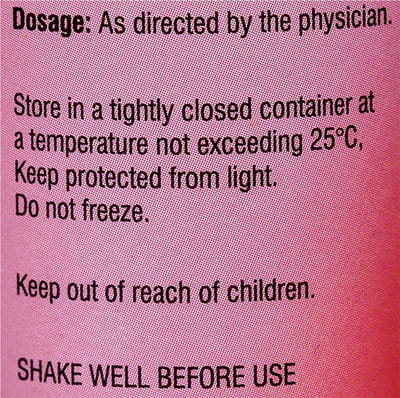 Dosage: As directed by the physician.
Store in a tightly closed container at
a temperature not exceeding 25°C,
Keep protected from light.
Do not freeze.
Keep out of reach of children.
SHAKE WELL BEFORE USE